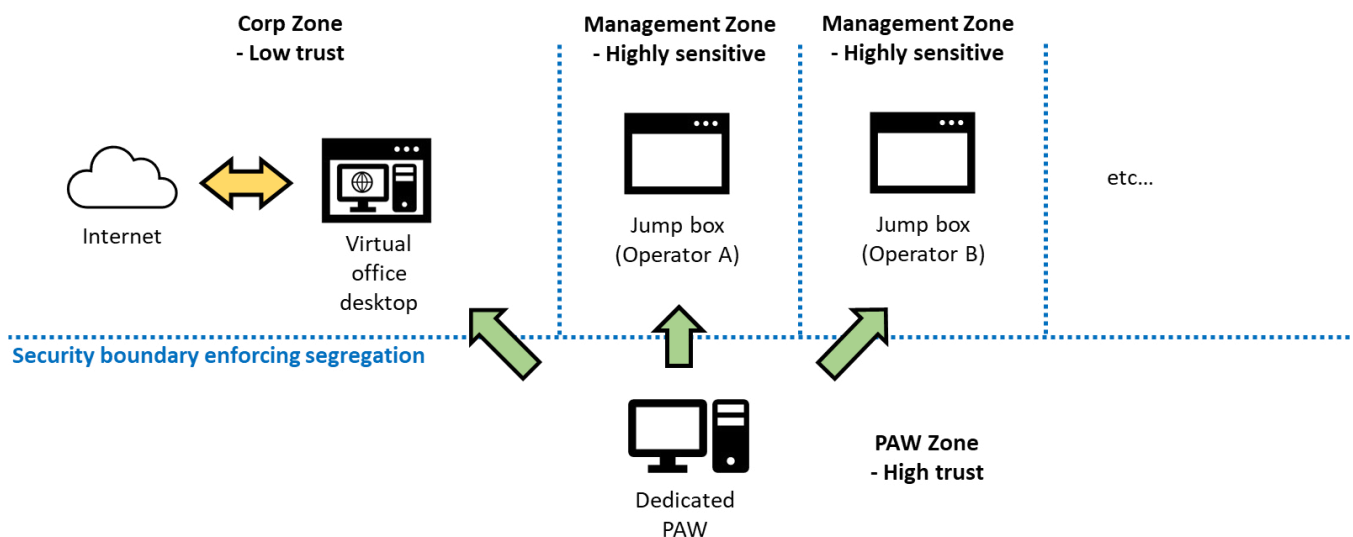 Corp Zone
- Low trust
Management Zone
- Highly sensitive
Management Zone
- Highly sensitive
Internet
Virtual
office
desktop
Jump box
(Operator A)
Jump box
(Operator B)
etc...
Security boundary enforcing segregation
Dedicated
PAW
PAW Zone
- High trust